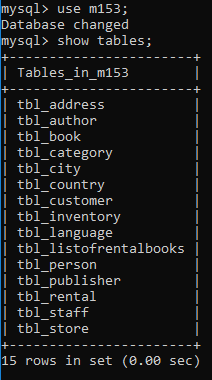 mysql> use m153;
Database changed
mysql> show tables;
+----------------------+
| Tables_in_m153       |
+----------------------+
| tbl_address          |
| tbl_author           |
| tbl_book             |
| tbl_category         |
| tbl_city             |
| tbl_country          |
| tbl_customer         |
| tbl_inventory        |
| tbl_language         |
| tbl_listofrentalbooks |
| tbl_person           |
| tbl_publisher        |
| tbl_rental           |
| tbl_staff            |
| tbl_store            |
+----------------------+
15 rows in set (0.00 sec)